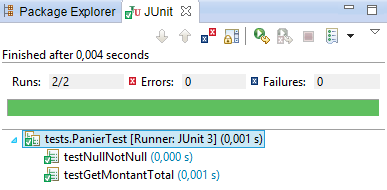 Package Explorer JUnit
Finished after 0,004 seconds
Runs: 2/2 Errors: 0 Failures: 0
tests.PanierTest [Runner: JUnit 3] (0,001 s)
testNullNotNull (0,000 s)
testGetMontantTotal (0,001 s)